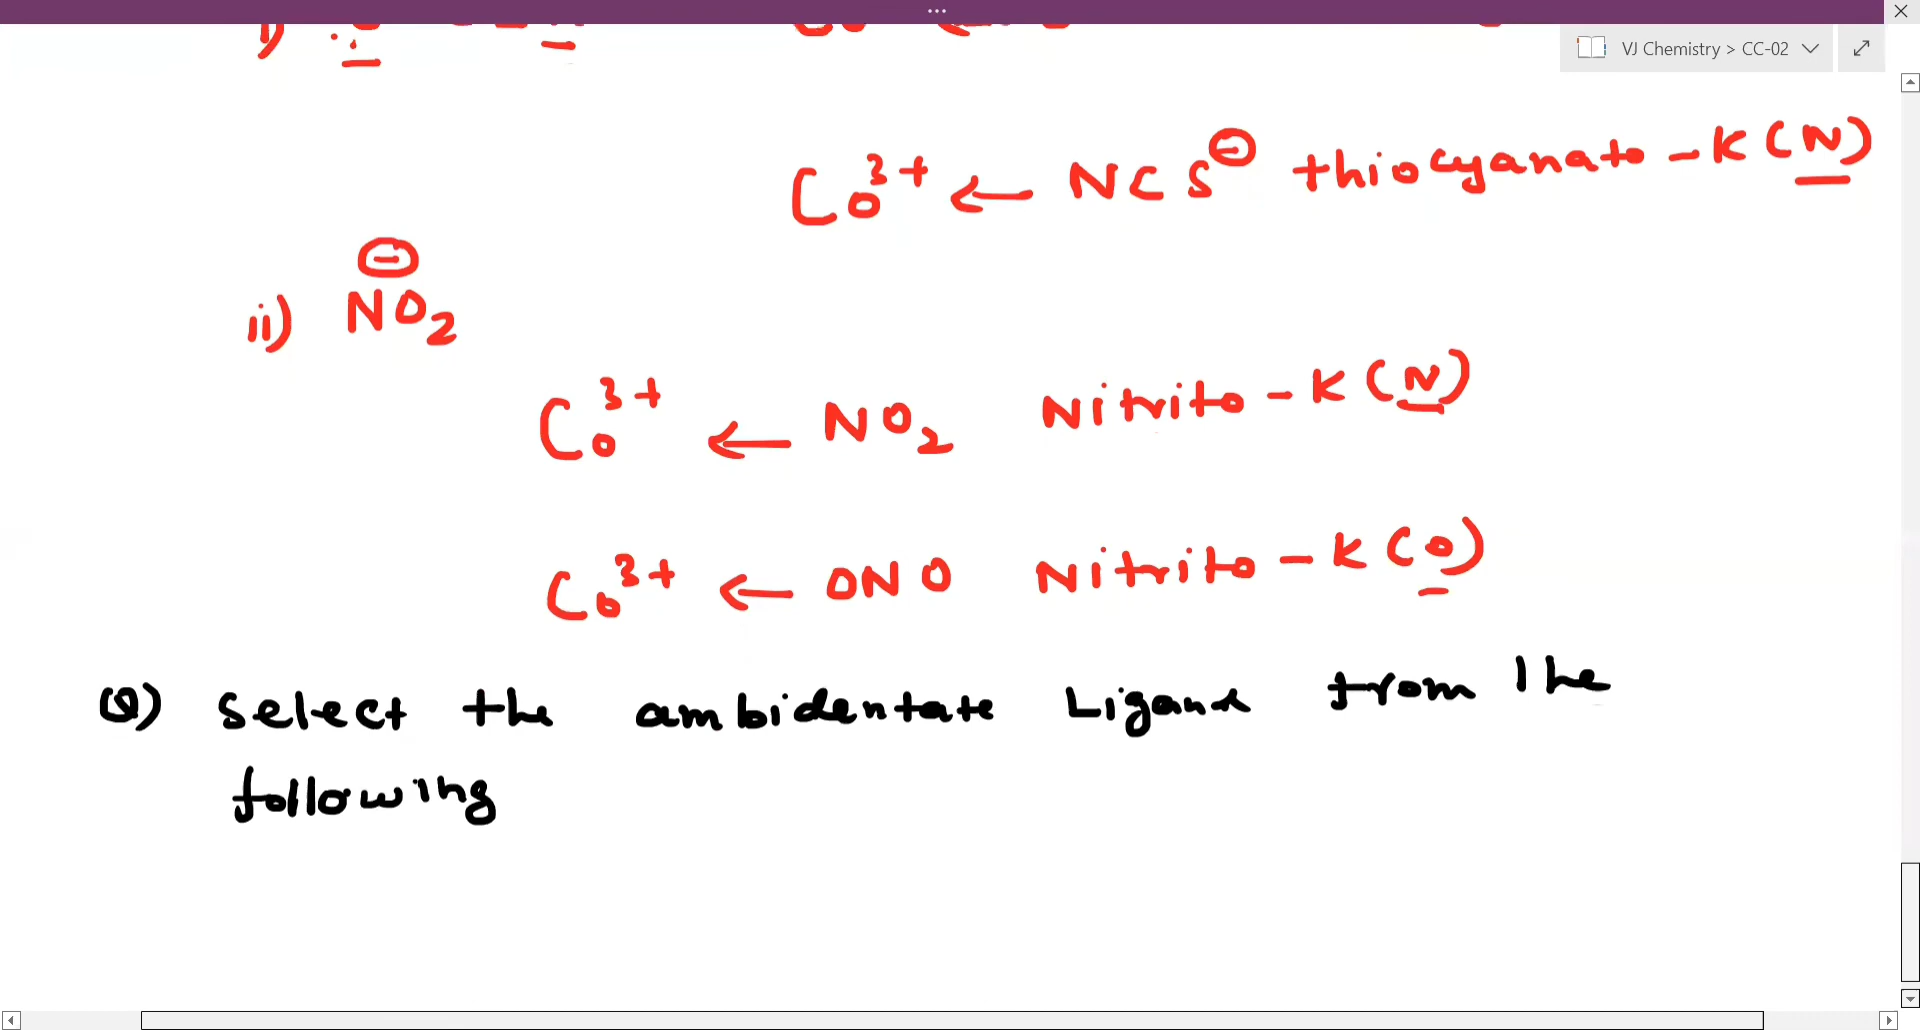 VJ Chemistry > CC-02
Co³⁺ ← NCS⊖ thiocyanato - K (N)
⊖
ii) NO₂
Co³⁺ ← NO₂ Nitrito - K (N)
Co³⁺ ← ONO Nitrito - K (O)
Q) select the ambidentate Ligand from the
following